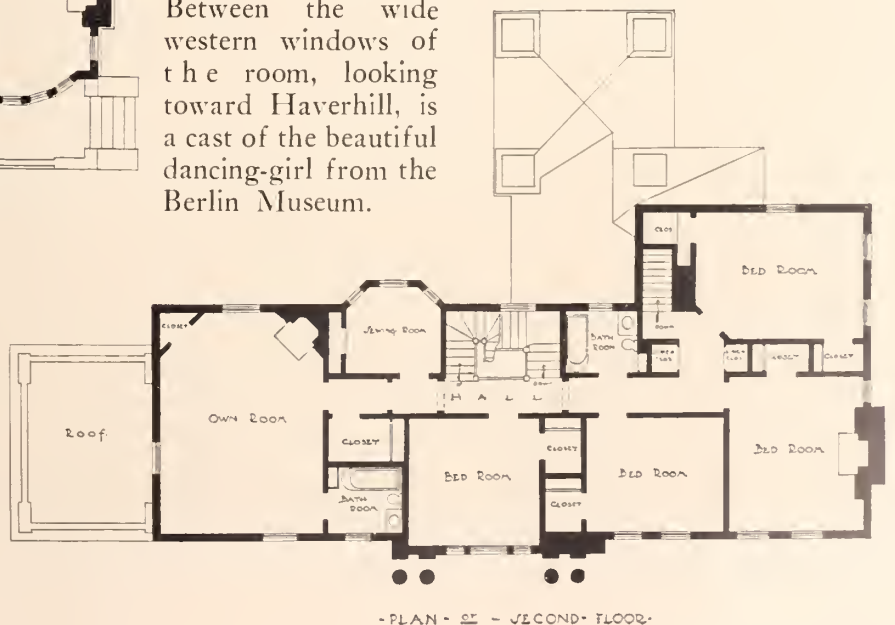 Between the wide
western windows of
the room, looking
toward Haverhill, is
a cast of the beautiful
dancing-girl from the
Berlin Museum.
CLOS
BED ROOM
CLOSET
SEWING ROOM
BATH
ROOM
DOWN
CLOSET
CLOSET
HALL
ROOF.
OWN ROOM
CLOSET
BED ROOM
CLOSET
BED ROOM
BED ROOM
BATH
ROOM
CLOSET
-PLAN- OF - SECOND- FLOOR-